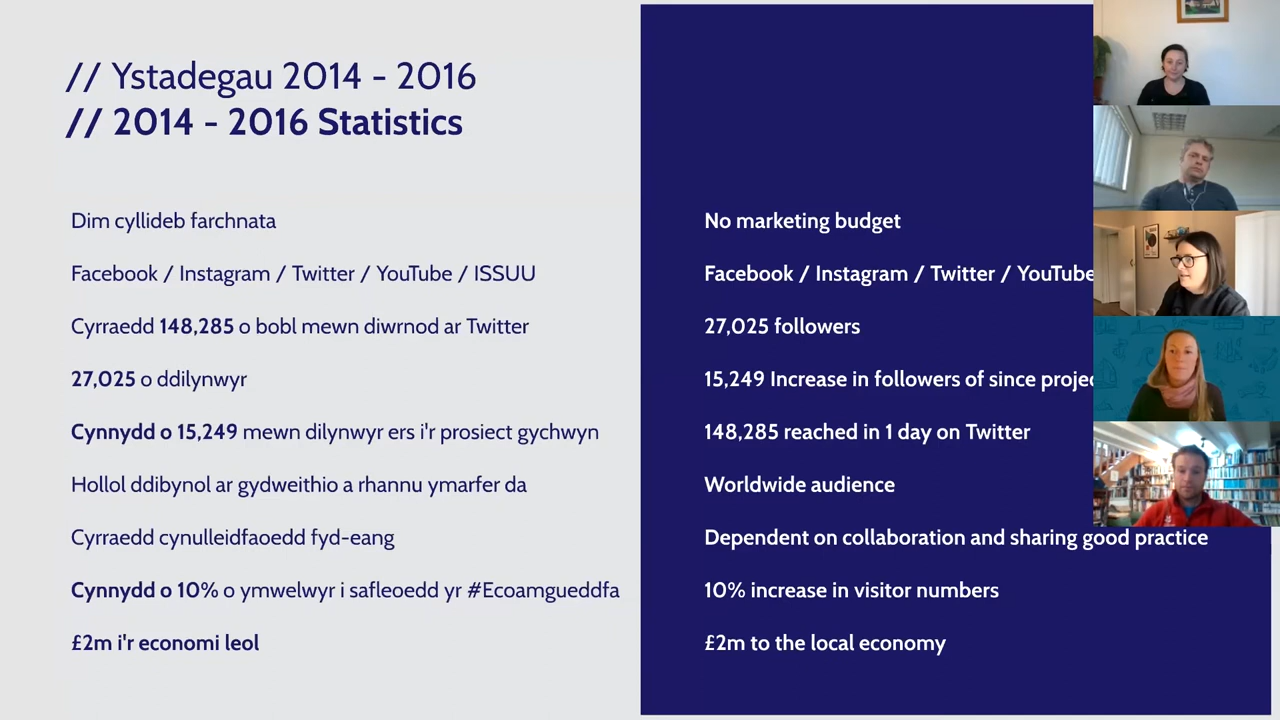 // Ystadegau 2014 - 2016
// 2014 - 2016 Statistics
Dim cyllideb farchnata
Facebook / Instagram / Twitter / YouTube / ISSUU
Cyrraedd 148,285 o bobl mewn diwrnod ar Twitter
27,025 o ddilynwyr
Cynnydd o 15,249 mewn dilynwyr ers i'r prosiect gychwyn
Hollol ddibynol ar gydweithio a rhannu ymarfer da
Cyrraedd cynulleidfaoedd fyd-eang
Cynnydd o 10% o ymwelwyr i safleoedd yr #Ecoamgueddfa
£2m i'r economi leol
No marketing budget
Facebook / Instagram / Twitter / YouTube
27,025 followers
15,249 Increase in followers of since
148,285 reached in 1 day on Twitter
Worldwide audience
Dependent on collaboration and sharing good practice
10% increase in visitor numbers
£2m to the local economy